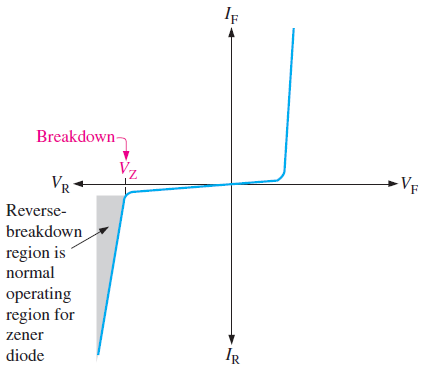 I_F
Breakdown
V_Z
V_R
V_F
Reverse-
breakdown
region is
normal
operating
region for
zener
diode
I_R